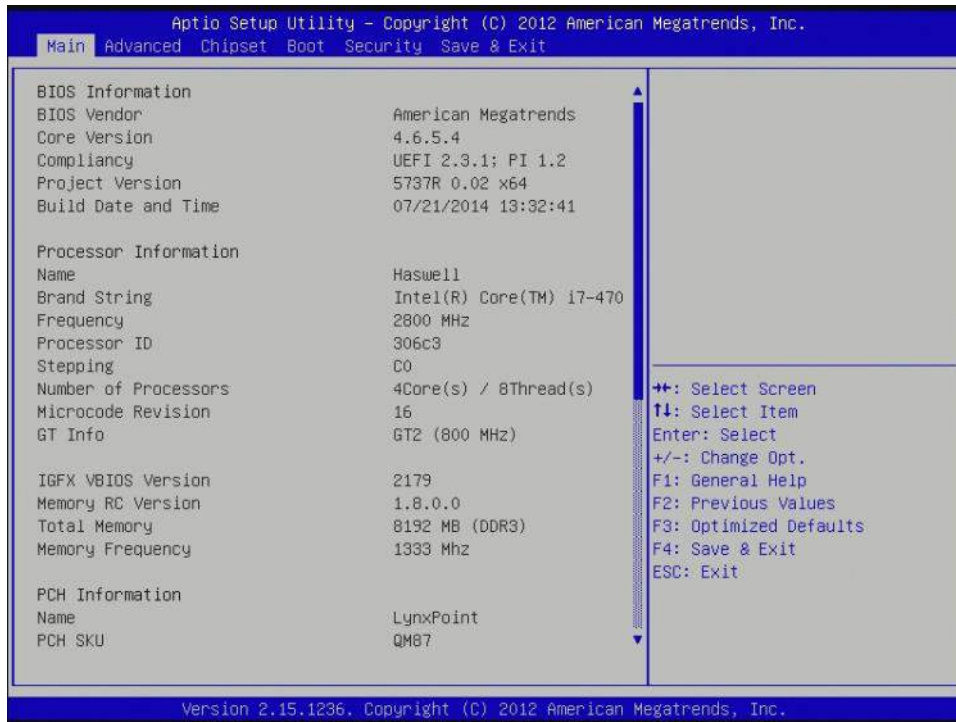 Aptio Setup Utility - Copyright (C) 2012 American Megatrends, Inc.
Main Advanced Chipset Boot Security Save & Exit
BIOS Information
BIOS Vendor American Megatrends
Core Version 4.6.5.4
Compliancy UEFI 2.3.1; PI 1.2
Project Version 5737R 0.02 x64
Build Date and Time 07/21/2014 13:32:41
Processor Information
Name Haswell
Brand String Intel(R) Core(TM) i7-470
Frequency 2800 MHz
Processor ID 306c3
Stepping C0
Number of Processors 4Core(s) / 8Thread(s)
Microcode Revision 16
GT Info GT2 (800 MHz)
IGFX VBIOS Version 2179
Memory RC Version 1.8.0.0
Total Memory 8192 MB (DDR3)
Memory Frequency 1333 Mhz
PCH Information
Name LynxPoint
PCH SKU QM87
→←: Select Screen
↑↓: Select Item
Enter: Select
+/-: Change Opt.
F1: General Help
F2: Previous Values
F3: Optimized Defaults
F4: Save & Exit
ESC: Exit
Version 2.15.1236. Copyright (C) 2012 American Megatrends, Inc.